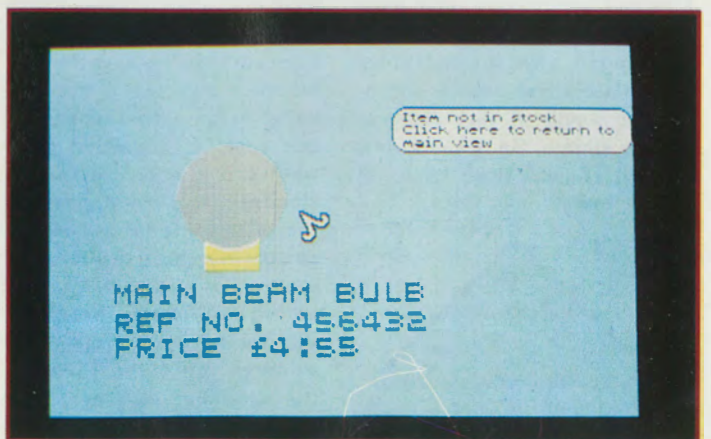 Item not in stock
Click here to return to
main view
MAIN BEAM BULB
REF NO. 456432
PRICE £4:55